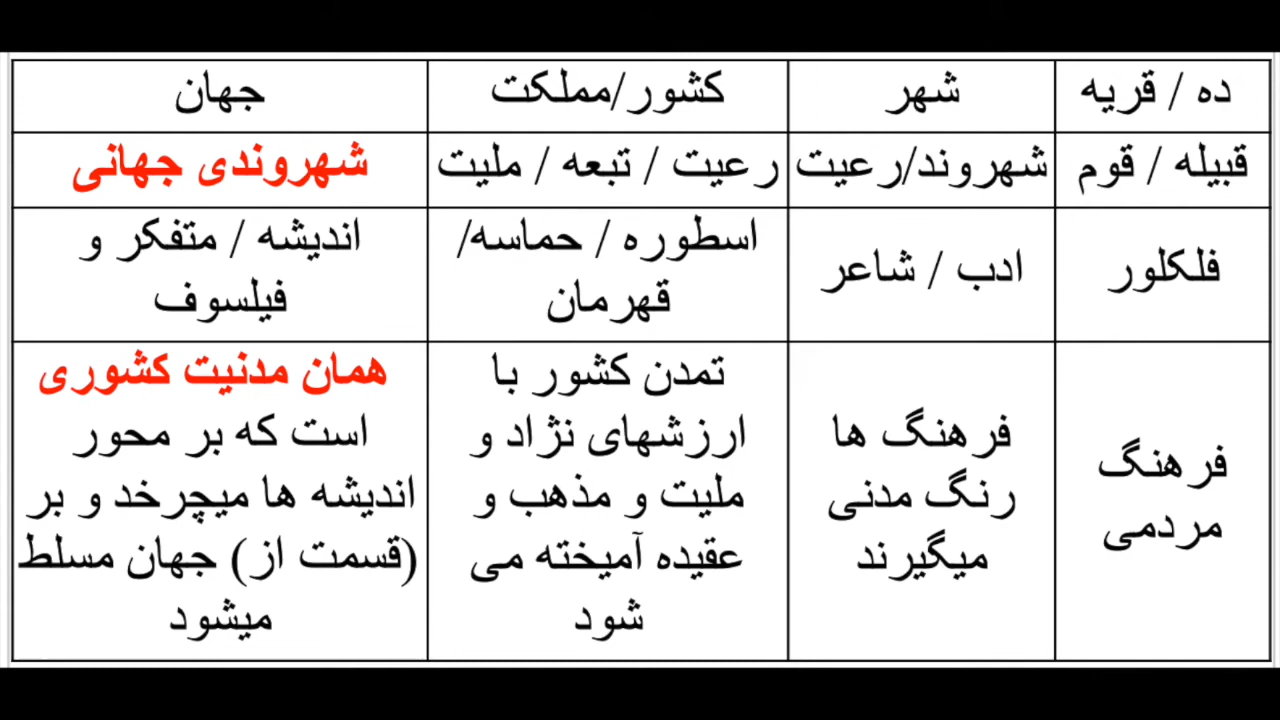 ده / قریه
شهر
کشور/مملکت
جهان
قبیله / قوم
شهروند/رعیت
رعیت / تبعه / ملیت
شهروندی جهانی
فلکلور
ادب / شاعر
اسطوره / حماسه/
قهرمان
اندیشه / متفکر و
فیلسوف
فرهنگ
مردمی
فرهنگ ها
رنگ مدنی
میگیرند
تمدن کشور با
ارزشهای نژاد و
ملیت و مذهب و
عقیده آمیخته می
شود
همان مدنیت کشوری
است که بر محور
اندیشه ها میچرخد و بر
(قسمت از) جهان مسلط
میشود